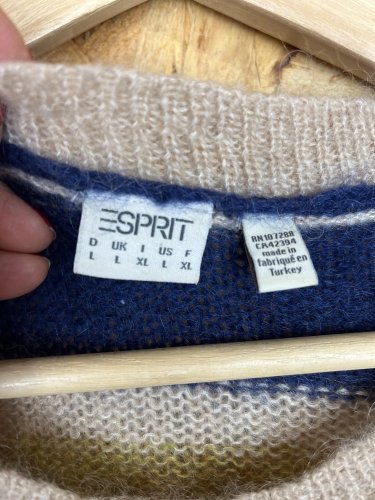 ESPRIT
D UK I US F
L L XL L XL
RN107288
CA42394
made in
fabriqué en
Turkey